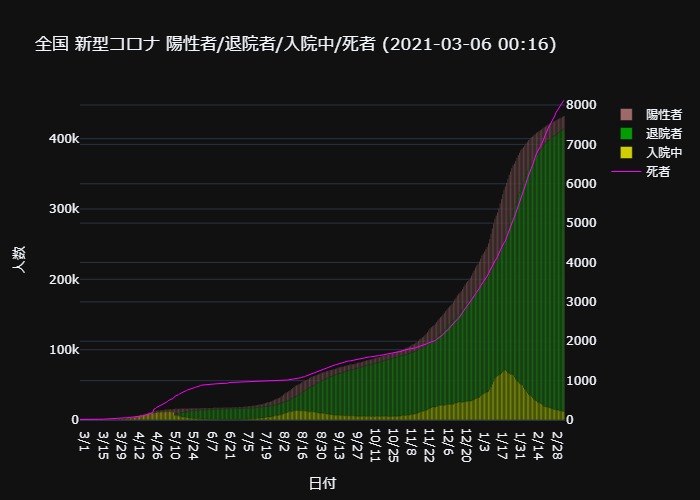 全国 新型コロナ 陽性者/退院者/入院中/死者 (2021-03-06 00:16)
人数
400k
300k
200k
100k
0
8000
7000
6000
5000
4000
3000
2000
1000
0
陽性者
退院者
入院中
死者
3/1 3/15 3/29 4/12 4/26 5/10 5/24 6/7 6/21 7/5 7/19 8/2 8/16 8/30 9/13 9/27 10/11 10/25 11/8 11/22 12/6 12/20 1/3 1/17 1/31 2/14 2/28
日付